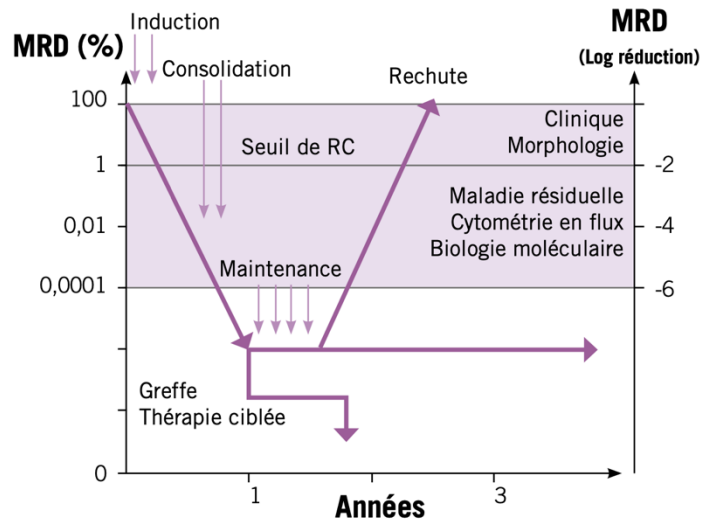 Induction
MRD (%)
MRD
(Log réduction)
Consolidation
Rechute
100
Clinique
Morphologie
Seuil de RC
1
-2
Maladie résiduelle
Cytométrie en flux
Biologie moléculaire
0,01
-4
Maintenance
0,0001
-6
Greffe
Thérapie ciblée
0
1
3
Années